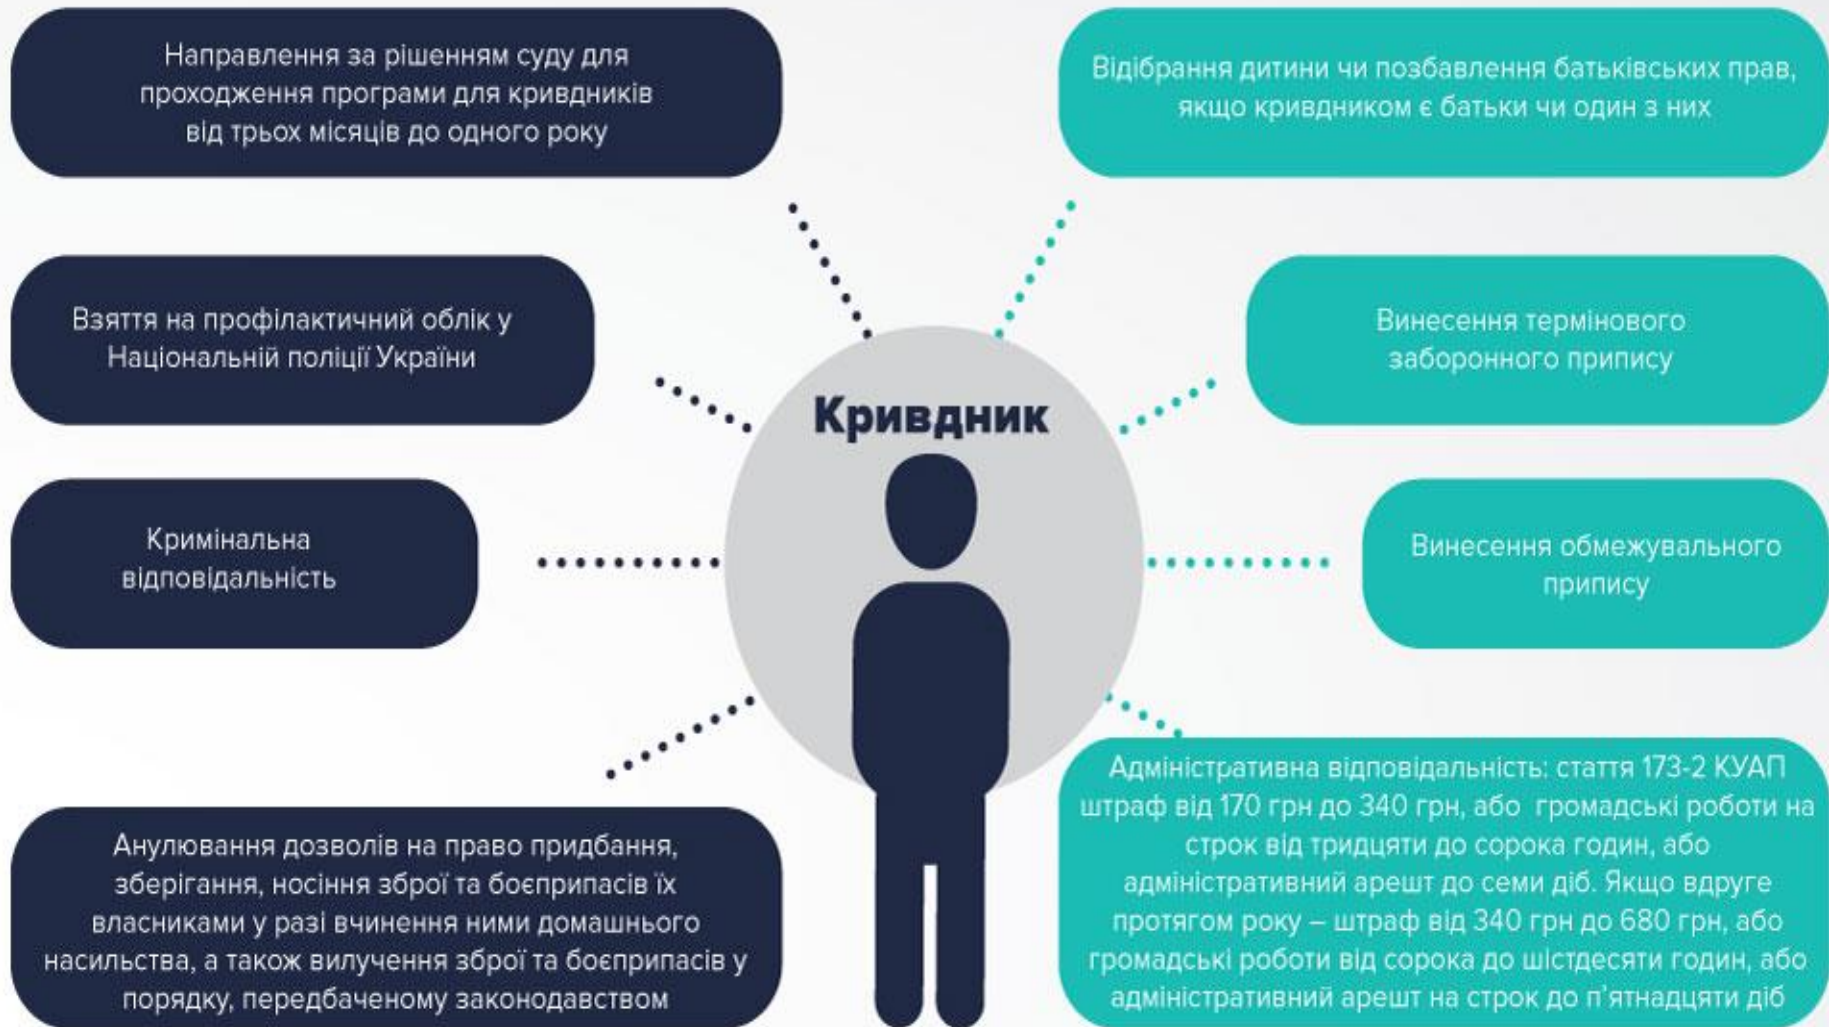 Направлення за рішенням суду для
проходження програми для кривдників
від трьох місяців до одного року
Відібрання дитини чи позбавлення батьківських прав,
якщо кривдником є батьки чи один з них
Взяття на профілактичний облік у
Національній поліції України
Винесення термінового
заборонного припису
Кривдник
Кримінальна
відповідальність
Винесення обмежувального
припису
Анулювання дозволів на право придбання,
зберігання, носіння зброї та боєприпасів їх
власниками у разі вчинення ними домашнього
насильства, а також вилучення зброї та боєприпасів у
порядку, передбаченому законодавством
Адміністративна відповідальність: стаття 173-2 КУАП
штраф від 170 грн до 340 грн, або громадські роботи на
строк від тридцяти до сорока годин, або
адміністративний арешт до семи діб. Якщо вдруге
протягом року – штраф від 340 грн до 680 грн, або
громадські роботи від сорока до шістдесяти годин, або
адміністративний арешт на строк до п'ятнадцяти діб